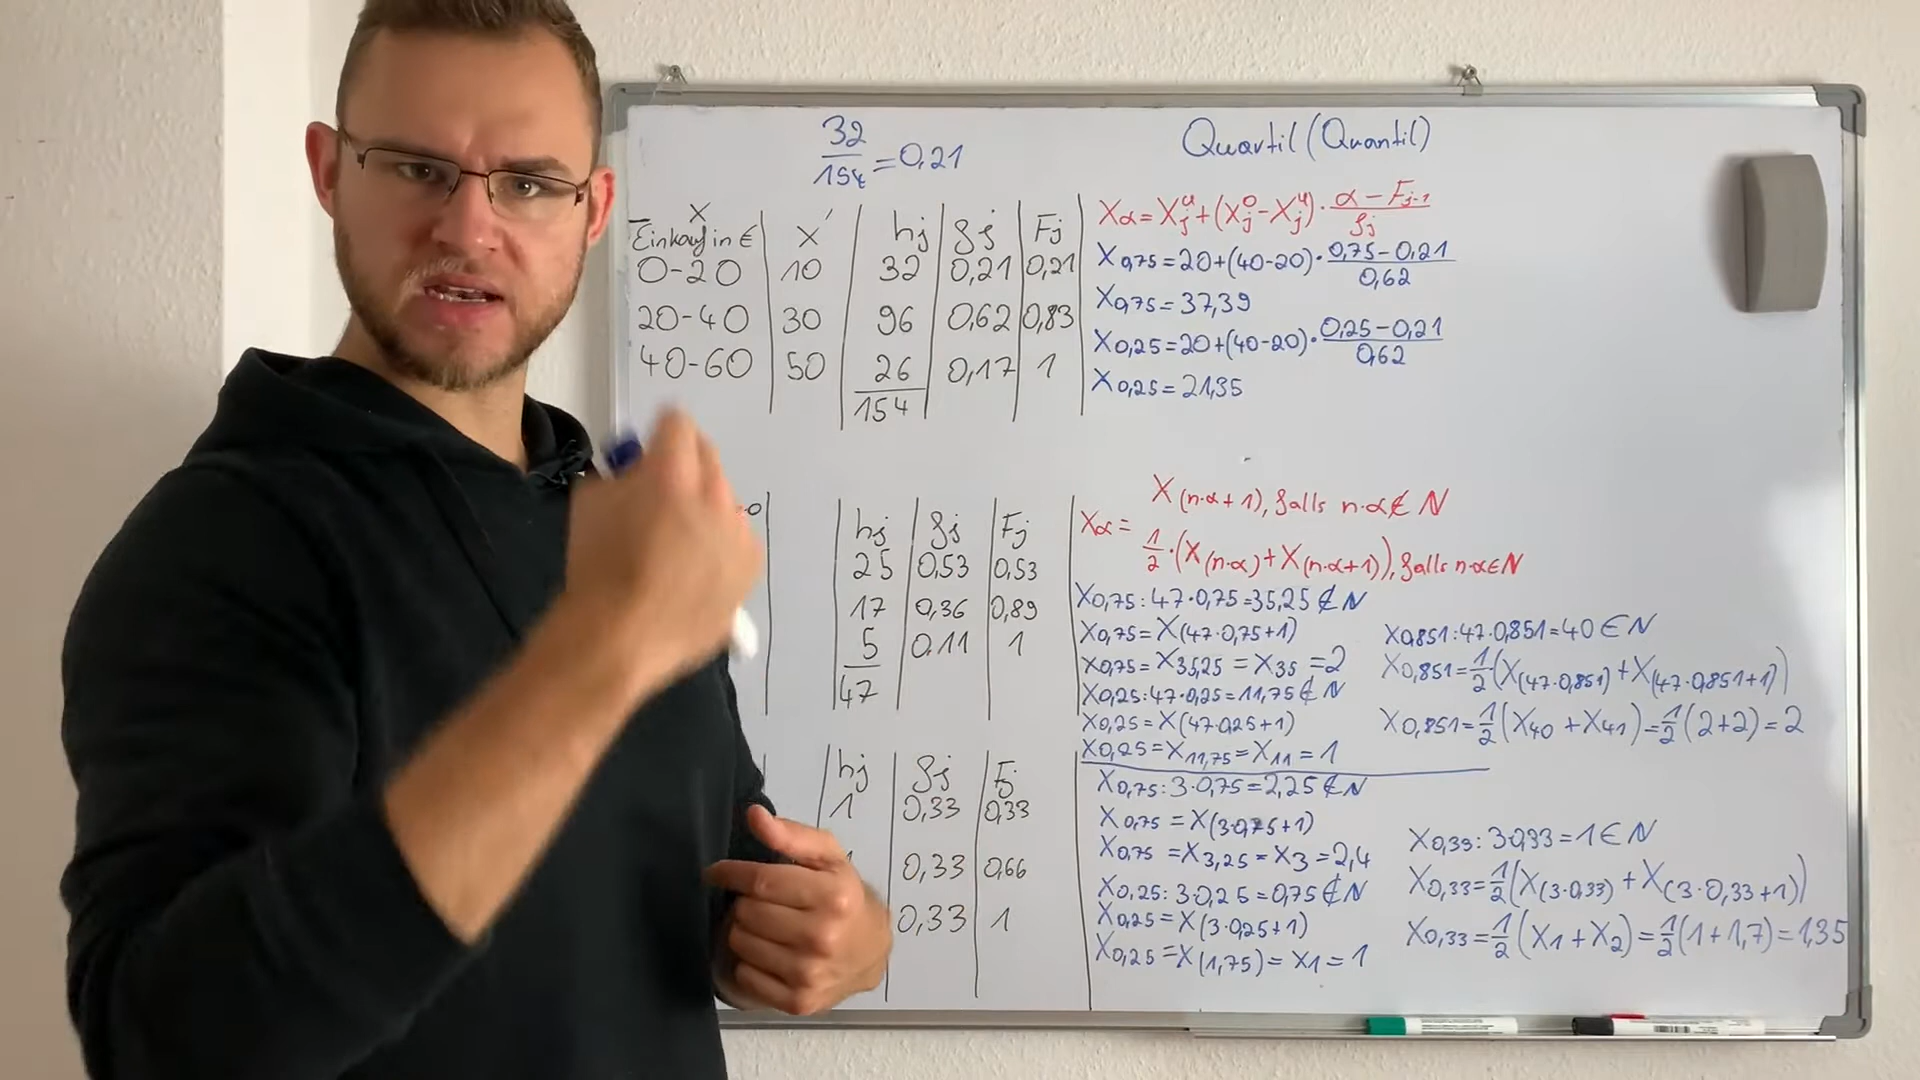 32
154 = 0,21
Quartil (Quantil)
X
Einkauf in € X' hj fj Fj
0-20 10 32 0,21 0,21
20-40 30 96 0,62 0,83
40-60 50 26 0,17 1
154
Xα = Xj^u + (Xj^o - Xj^u) · (α - Fj-1) / fj
X0,75 = 20 + (40-20) · (0,75 - 0,21) / 0,62
X0,75 = 37,39
X0,25 = 20 + (40-20) · (0,25 - 0,21) / 0,62
X0,25 = 21,35
hj fj Fj
25 0,53 0,53
17 0,36 0,89
5 0.11 1
47
X(n·α+1), falls n·α ∉ N
Xα =
1/2 · (X(n·α) + X(n·α+1)), falls n·α ∈ N
X0,75 : 47·0,75 = 35,25 ∉ N
X0,75 = X(47·0,75+1)
X0,75 = X35,25 = X35 = 2
X0,25 : 47·0,25 = 11,75 ∉ N
X0,25 = X(47·0,25+1)
X0,25 = X11,75 = X11 = 1
X0,851 : 47·0,851 = 40 ∈ N
X0,851 = 1/2 (X(47·0,851) + X(47·0,851+1))
X0,851 = 1/2 (X40 + X41) = 1/2 (2+2) = 2
hj fj Fj
1 0,33 0,33
0,33 0,66
0,33 1
X0,75 : 3·0,75 = 2,25 ∉ N
X0,75 = X(3·0,75+1)
X0,75 = X3,25 = X3 = 2,4
X0,25 : 3·0,25 = 0,75 ∉ N
X0,25 = X(3·0,25+1)
X0,25 = X(1,75) = X1 = 1
X0,33 : 3·0,33 = 1 ∈ N
X0,33 = 1/2 (X(3·0,33) + X(3·0,33+1))
X0,33 = 1/2 (X1 + X2) = 1/2 (1+1,7) = 1,35